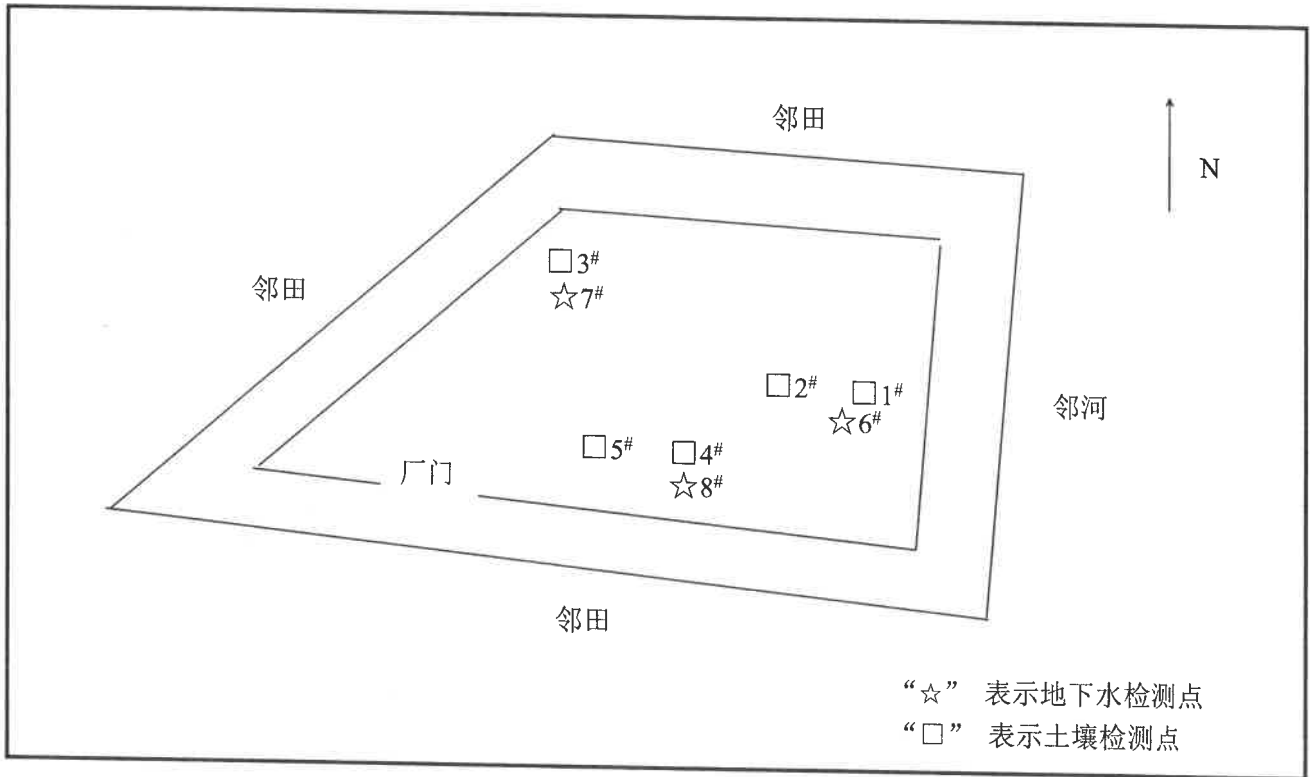 邻田
N
邻田
□3#
☆7#
□2#
□1#
☆6#
邻河
□5#
□4#
☆8#
厂门
邻田
“☆” 表示地下水检测点
“□” 表示土壤检测点